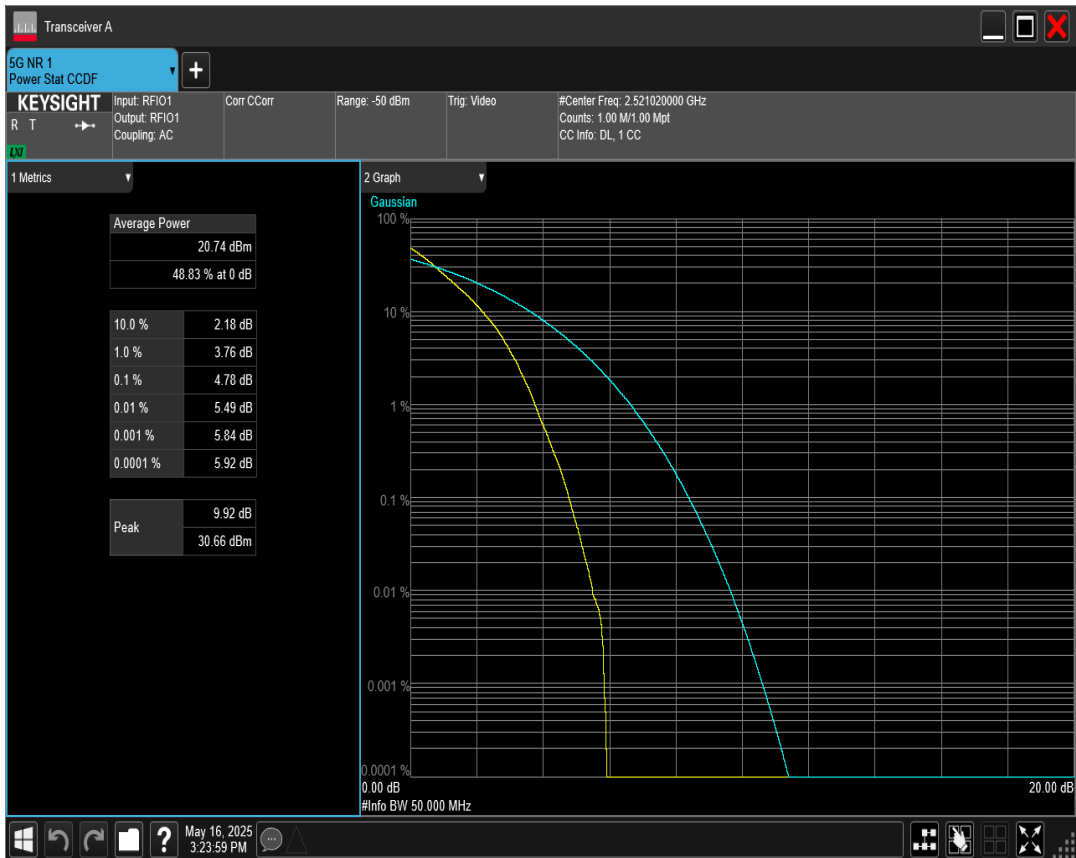 Transceiver A
5G NR 1
Power Stat CCDF
+
KEYSIGHT
R T
LXI
Input: RFIO1
Output: RFIO1
Coupling: AC
Corr CCorr
Range: -50 dBm
Trig: Video
#Center Freq: 2.521020000 GHz
Counts: 1.00 M/1.00 Mpt
CC Info: DL, 1 CC
1 Metrics
Average Power
20.74 dBm
48.83 % at 0 dB
10.0 % 2.18 dB
1.0 % 3.76 dB
0.1 % 4.78 dB
0.01 % 5.49 dB
0.001 % 5.84 dB
0.0001 % 5.92 dB
Peak 9.92 dB
30.66 dBm
2 Graph
Gaussian
100 %
10 %
1 %
0.1 %
0.01 %
0.001 %
0.0001 %
0.00 dB 20.00 dB
#Info BW 50.000 MHz
?
May 16, 2025
3:23:59 PM